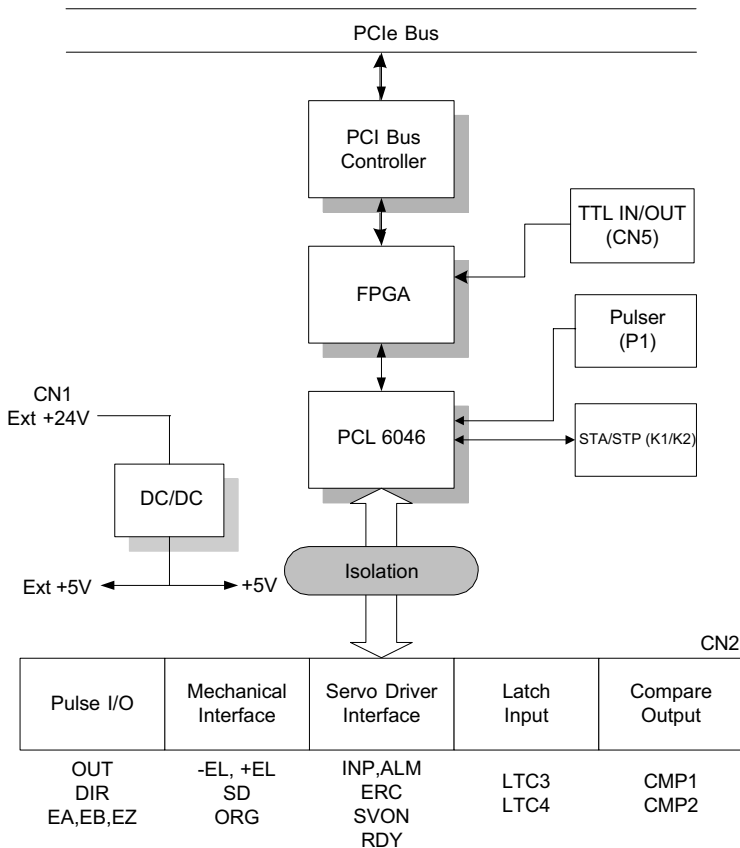 PCIe Bus
PCI Bus
Controller
TTL IN/OUT
(CN5)
FPGA
Pulser
(P1)
CN1
Ext +24V
PCL 6046
STA/STP (K1/K2)
DC/DC
Isolation
Ext +5V
+5V
CN2
Pulse I/O
Mechanical
Interface
Servo Driver
Interface
Latch
Input
Compare
Output
OUT
DIR
EA,EB,EZ
-EL, +EL
SD
ORG
INP,ALM
ERC
SVON
RDY
LTC3
LTC4
CMP1
CMP2